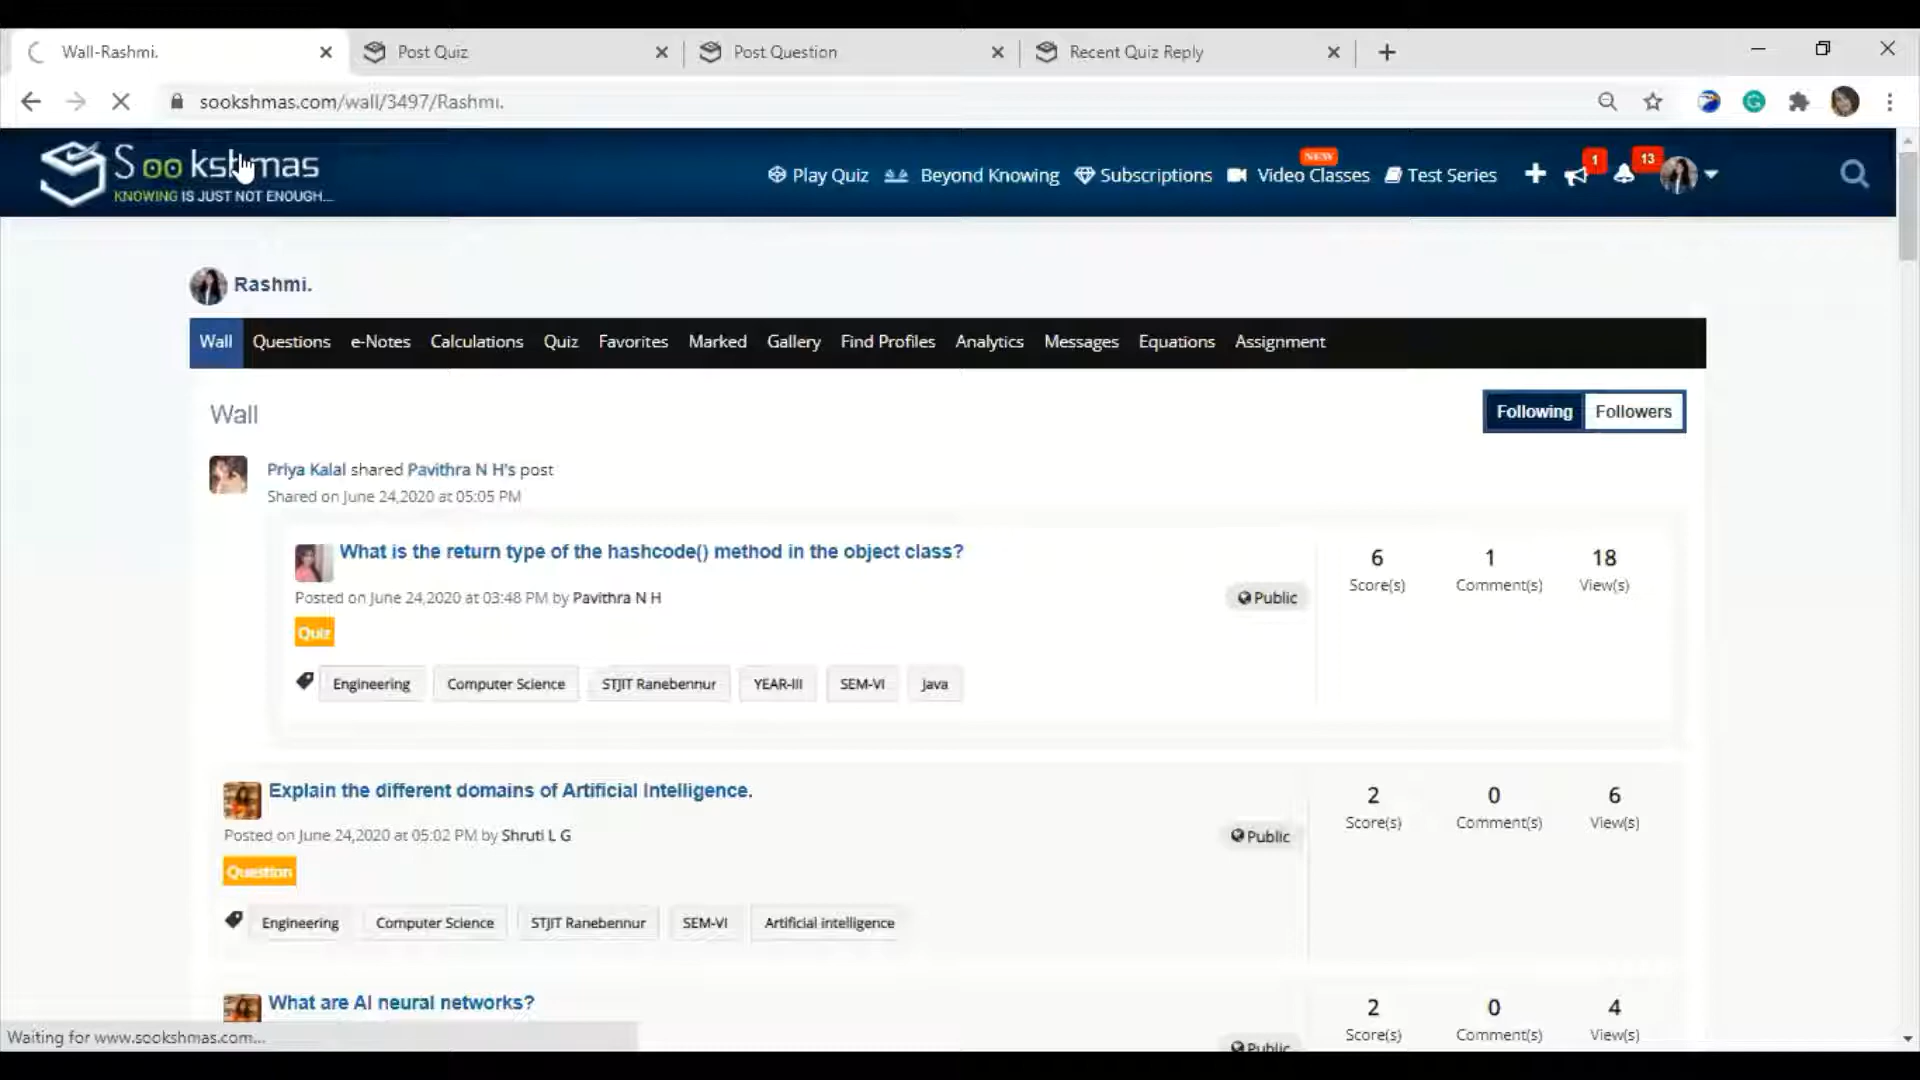 Wall-Rashmi.
Post Quiz
Post Question
Recent Quiz Reply
sookshmas.com/wall/3497/Rashmi.
Sookshmas
KNOWING IS JUST NOT ENOUGH...
Play Quiz
Beyond Knowing
Subscriptions
NEW
Video Classes
Test Series
1
13
Rashmi.
Wall Questions e-Notes Calculations Quiz Favorites Marked Gallery Find Profiles Analytics Messages Equations Assignment
Wall
Following Followers
Priya Kalal shared Pavithra N H's post
Shared on June 24,2020 at 05:05 PM
What is the return type of the hashcode() method in the object class?
Posted on June 24,2020 at 03:48 PM by Pavithra N H
Public
6 1 18
Score(s) Comment(s) View(s)
Quiz
Engineering Computer Science STJIT Ranebennur YEAR-III SEM-VI Java
Explain the different domains of Artificial Intelligence.
Posted on June 24,2020 at 05:02 PM by Shruti L G
Public
2 0 6
Score(s) Comment(s) View(s)
Question
Engineering Computer Science STJIT Ranebennur SEM-VI Artificial intelligence
What are AI neural networks?
2 0 4
Score(s) Comment(s) View(s)
Public
Waiting for www.sookshmas.com...